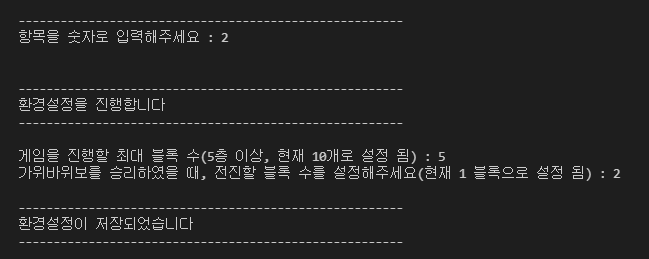 -------------------------------------------------------
항목을 숫자로 입력해주세요 : 2
-------------------------------------------------------
환경설정을 진행합니다
-------------------------------------------------------
게임을 진행할 최대 블록 수(5층 이상, 현재 10개로 설정 됨) : 5
가위바위보를 승리하였을 때, 전진할 블록 수를 설정해주세요(현재 1 블록으로 설정 됨) : 2
-------------------------------------------------------
환경설정이 저장되었습니다
-------------------------------------------------------